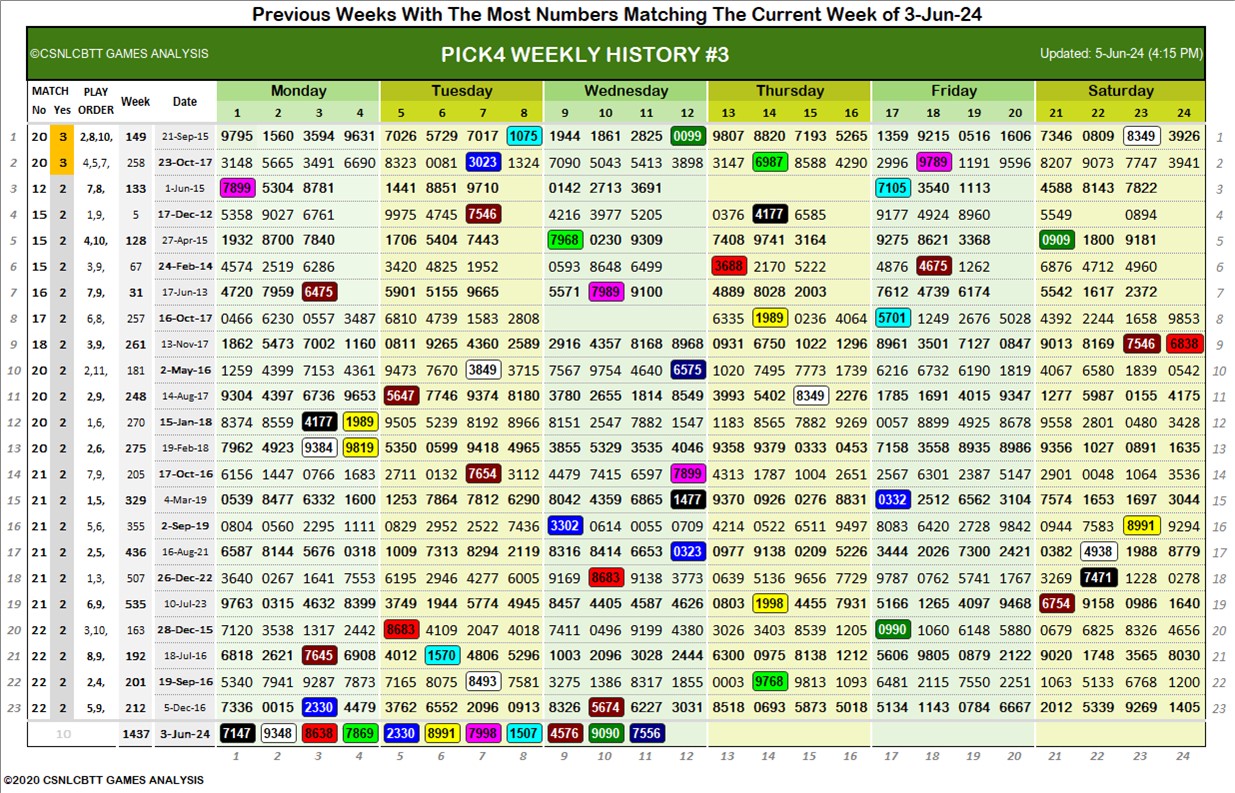 Previous Weeks With The Most Numbers Matching The Current Week of 3-Jun-24
©CSNLCBTT GAMES ANALYSIS PICK4 WEEKLY HISTORY #3 Updated: 5-Jun-24 (4:15 PM)
MATCH PLAY Week Date Monday Tuesday Wednesday Thursday Friday Saturday
No Yes ORDER 1 2 3 4 5 6 7 8 9 10 11 12 13 14 15 16 17 18 19 20 21 22 23 24
1 20 3 2,8,10, 149 21-Sep-15 9795 1560 3594 9631 7026 5729 7017 1075 1944 1861 2825 0099 9807 8820 7193 5265 1359 9215 0516 1606 7346 0809 8349 3926 1
2 20 3 4,5,7, 258 23-Oct-17 3148 5665 3491 6690 8323 0081 3023 1324 7090 5043 5413 3898 3147 6987 8588 4290 2996 9789 1191 9596 8207 9073 7747 3941 2
3 12 2 7,8, 133 1-Jun-15 7899 5304 8781 1441 8851 9710 0142 2713 3691 7105 3540 1113 4588 8143 7822 3
4 15 2 1,9, 5 17-Dec-12 5358 9027 6761 9975 4745 7546 4216 3977 5205 0376 4177 6585 9177 4924 8960 5549 0894 4
5 15 2 4,10, 128 27-Apr-15 1932 8700 7840 1706 5404 7443 7968 0230 9309 7408 9741 3164 9275 8621 3368 0909 1800 9181 5
6 15 2 3,9, 67 24-Feb-14 4574 2519 6286 3420 4825 1952 0593 8648 6499 3688 2170 5222 4876 4675 1262 6876 4712 4960 6
7 16 2 7,9, 31 17-Jun-13 4720 7959 6475 5901 5155 9665 5571 7989 9100 4889 8028 2003 7612 4739 6174 5542 1617 2372 7
8 17 2 6,8, 257 16-Oct-17 0466 6230 0557 3487 6810 4739 1583 2808 6335 1989 0236 4064 5701 1249 2676 5028 4392 2244 1658 9853 8
9 18 2 3,9, 261 13-Nov-17 1862 5473 7002 1160 0811 9265 4360 2589 2916 4357 8168 8968 0931 6750 1022 1296 8961 3501 7127 0847 9013 8169 7546 6838 9
10 20 2 2,11, 181 2-May-16 1259 4399 7153 4361 9473 7670 3849 3715 7567 9754 4640 6575 1020 7495 7773 1739 6216 6732 6190 1819 4067 6580 1839 0542 10
11 20 2 2,9, 248 14-Aug-17 9304 4397 6736 9653 5647 7746 9374 8180 3780 2655 1814 8549 3993 5402 8349 2276 1785 1691 4015 9347 1277 5987 0155 4175 11
12 20 2 1,6, 270 15-Jan-18 8374 8559 4177 1989 9505 5239 8192 8966 8151 2547 7882 1547 1183 8565 7882 9269 0057 8899 4925 8678 9558 2801 0480 3428 12
13 20 2 2,6, 275 19-Feb-18 7962 4923 9384 9819 5350 0599 9418 4965 3855 5329 3535 4046 9358 9379 9333 0453 7158 3558 8935 8986 9356 1027 0891 1635 13
14 21 2 7,9, 205 17-Oct-16 6156 1447 0766 1683 2711 0132 7654 3112 4479 7415 6597 7899 4313 1787 1004 2651 2567 3501 2387 5147 2901 0048 1064 3536 14
15 21 2 1,5, 329 4-Mar-19 0539 8477 6332 1600 1253 7864 7812 6290 8042 4359 6865 1477 9370 0926 0276 8831 0332 2512 6562 3104 7574 1653 1697 3044 15
16 21 2 5,6, 355 2-Sep-19 0804 0560 2295 1111 0829 2952 2522 7436 3302 0614 0055 0709 4214 0522 6511 9497 8083 6420 2728 9842 0944 7583 8991 9294 16
17 21 2 2,5, 436 16-Aug-21 6587 8144 5676 0318 1009 7313 8294 2119 8316 8414 6653 0323 0977 9138 0209 5226 3444 2026 7300 2421 0382 4938 1988 8779 17
18 21 2 1,3, 507 26-Dec-22 3640 0267 1641 7553 6195 2946 4277 6005 9169 8683 9138 3773 0639 5136 9656 7729 9787 0762 5741 1767 3269 7471 1228 0278 18
19 21 2 6,9, 535 10-Jul-23 9763 0315 4632 8399 3749 1944 5774 4945 8457 4405 4587 4626 0803 1998 4455 7931 5166 1265 4097 9468 6754 9158 0986 1640 19
20 22 2 3,10, 163 28-Dec-15 7120 3538 1317 2442 8683 4109 2047 4018 7411 0496 9199 4380 3026 3403 8535 1205 0990 1060 6148 5880 0679 6825 8326 4656 20
21 22 2 8,9, 192 18-Jul-16 6818 2621 7645 6908 4012 1570 4806 5296 1003 2096 3028 2444 6300 0975 8138 1212 5606 9805 0879 2122 9020 1748 3565 8030 21
22 22 2 2,4, 201 19-Sep-16 5340 7941 9287 7873 7165 8075 8493 7581 3275 1386 8317 1855 0003 9768 9813 1093 6481 2115 7550 2251 1063 5133 6768 1200 22
23 22 2 5,9, 212 5-Dec-16 7336 0015 2330 4479 3762 6552 2096 0913 8326 5674 6227 3031 8518 0693 5873 5018 5134 1143 0784 6667 2012 5339 9269 1405 23
10 1437 3-Jun-24 7147 9348 8638 7869 2330 8991 7998 1507 4576 9090 7556
1 2 3 4 5 6 7 8 9 10 11 12 13 14 15 16 17 18 19 20 21 22 23 24
©2020 CSNLCBTT GAMES ANALYSIS